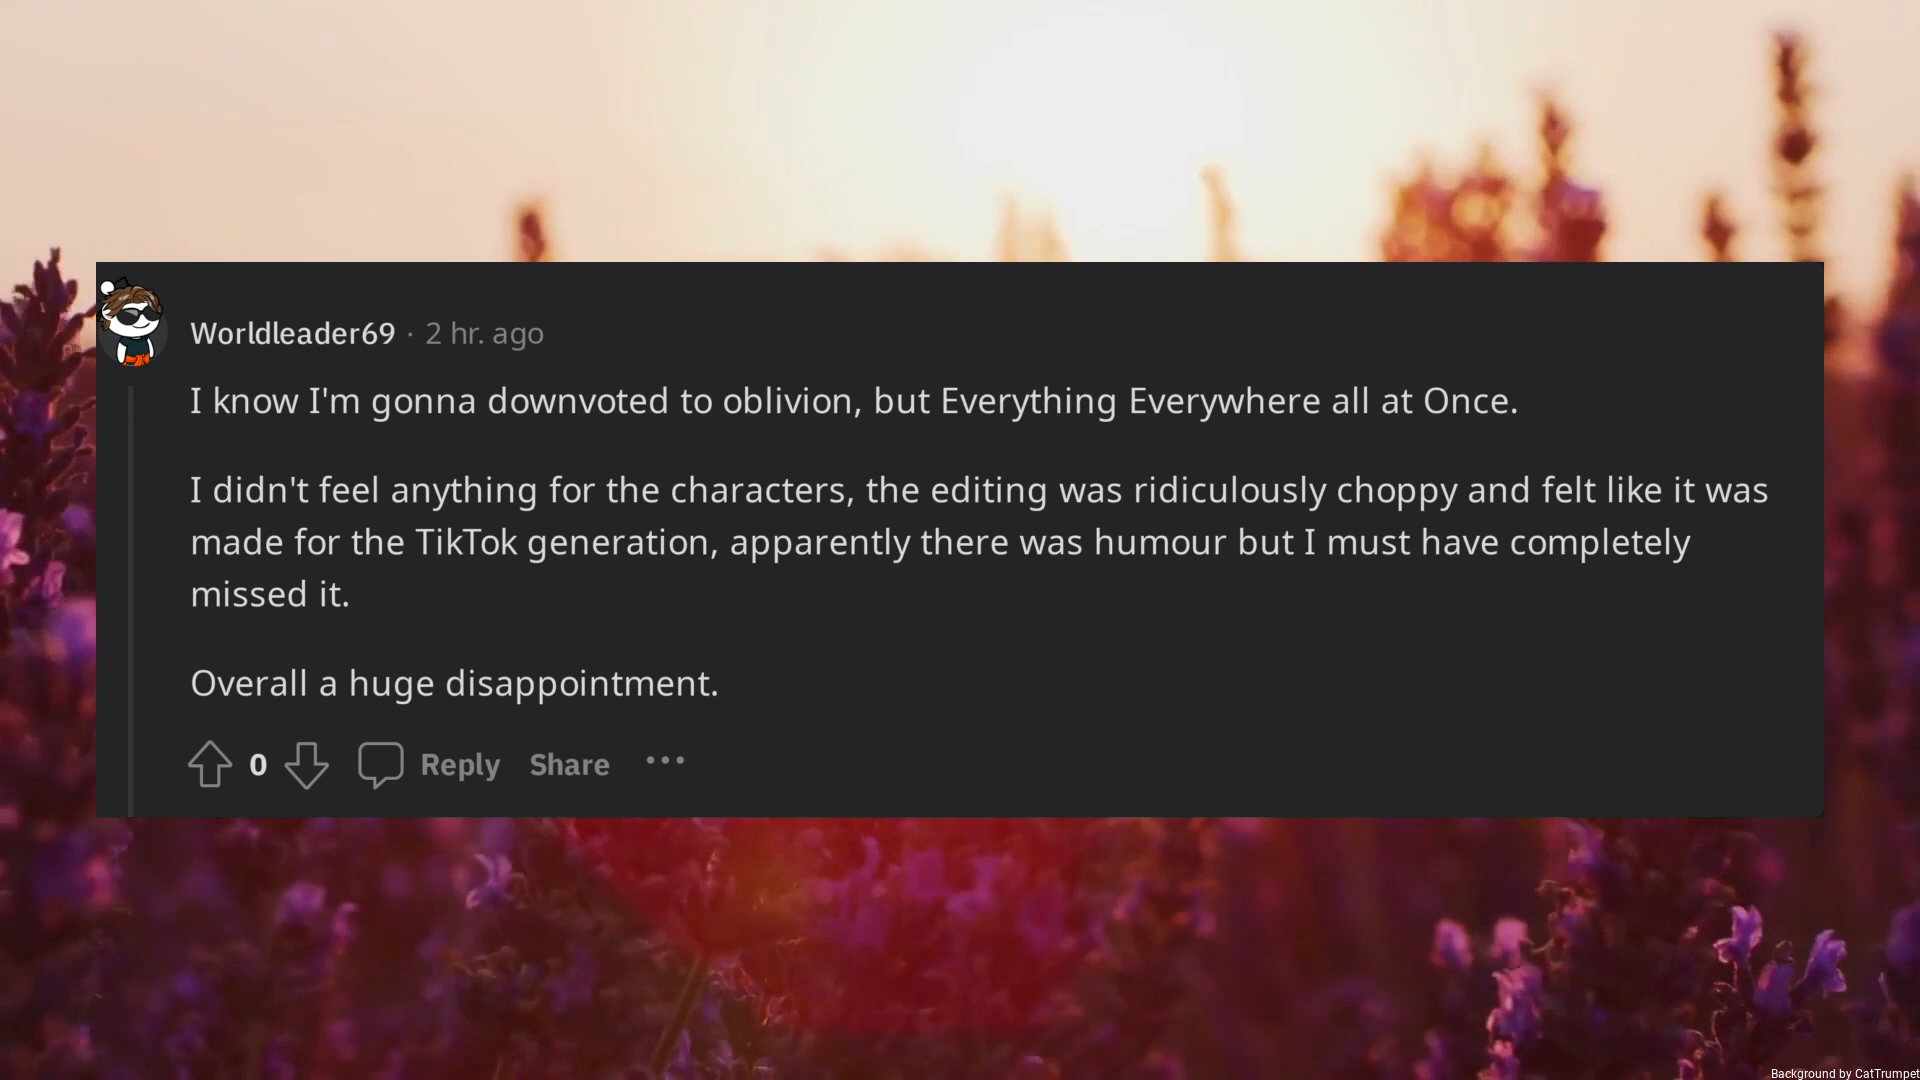 Worldleader69 · 2 hr. ago
I know I'm gonna downvoted to oblivion, but Everything Everywhere all at Once.
I didn't feel anything for the characters, the editing was ridiculously choppy and felt like it was
made for the TikTok generation, apparently there was humour but I must have completely
missed it.
Overall a huge disappointment.
0 Reply Share ···
Background by CatTrumpet